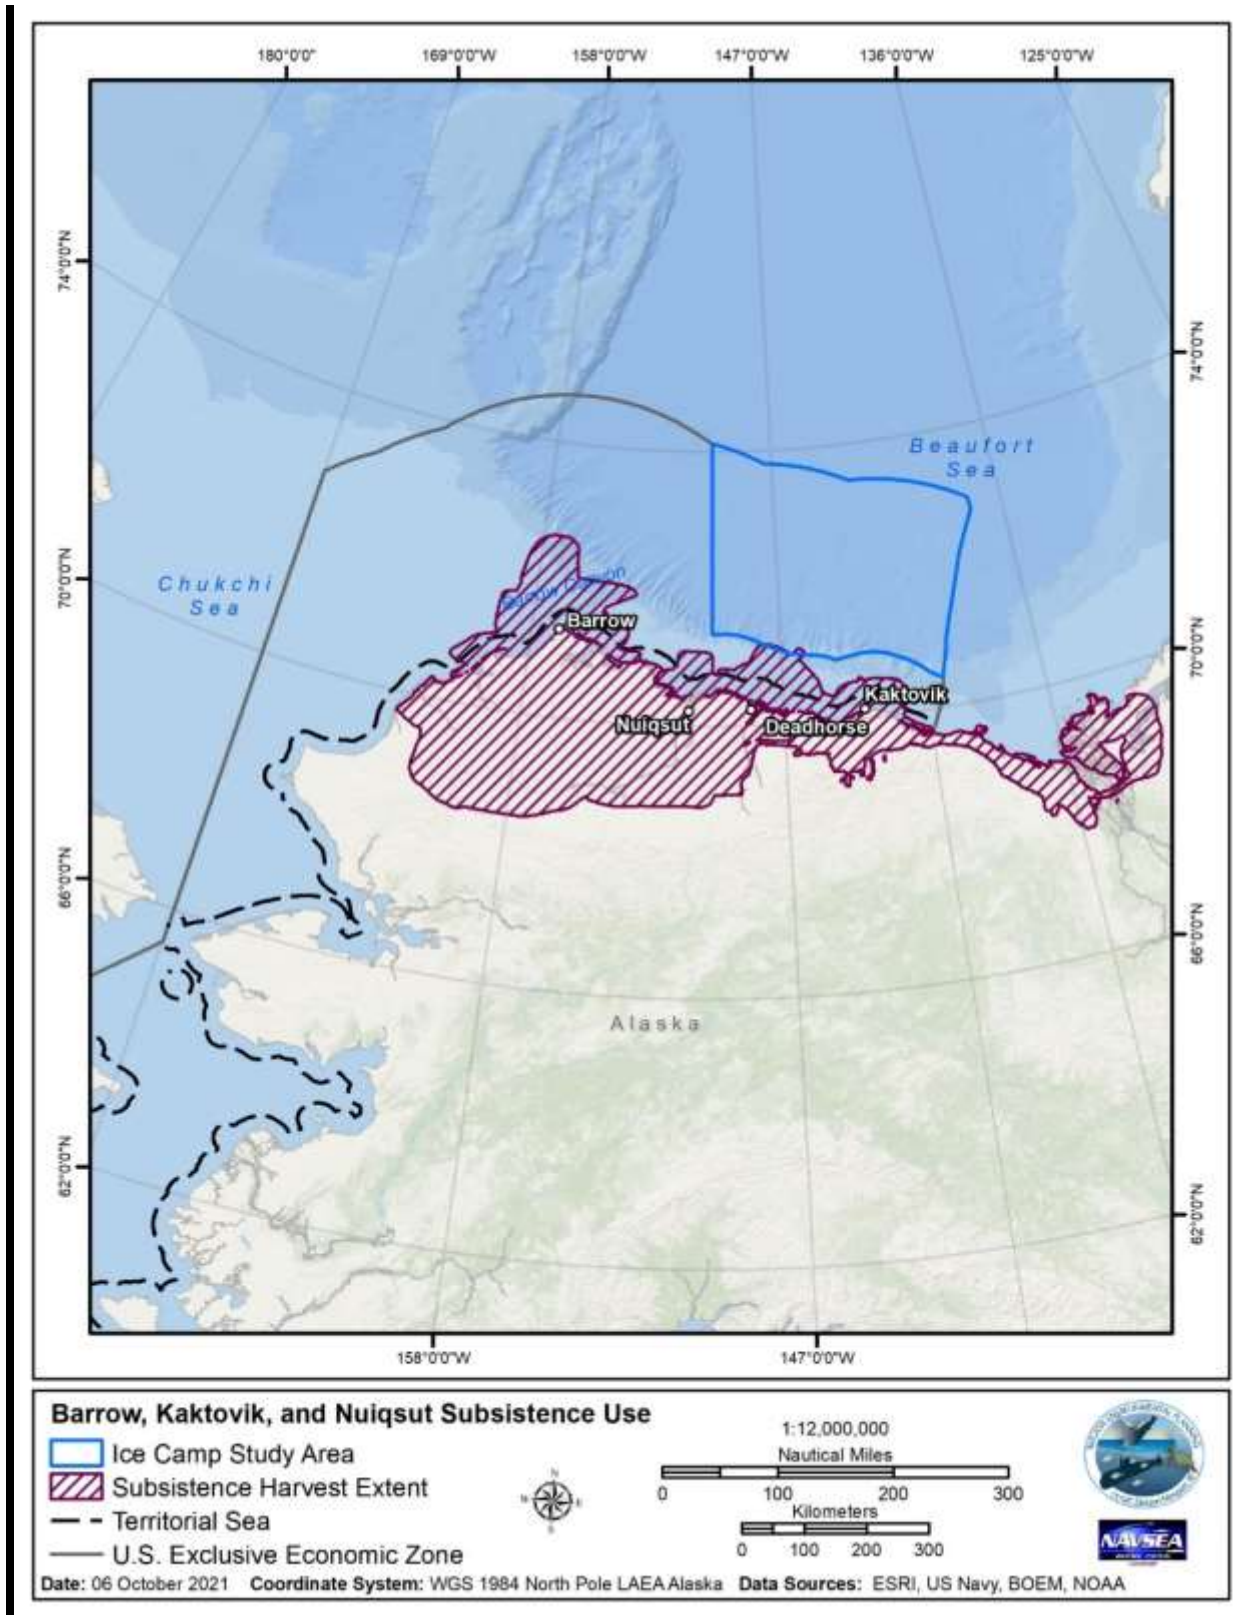 180°0'0"
169°0'0"W
158°0'0"W
147°0'0"W
136°0'0"W
125°0'0"W
74°0'0"N
74°0'0"N
Beaufort
Sea
70°0'0"N
Chukchi
Sea
Barrow Canyon
Barrow
70°0'0"N
Kaktovik
Nuiqsut
Deadhorse
66°0'0"N
66°0'0"N
Alaska
62°0'0"N
62°0'0"N
158°0'0"W
147°0'0"W
Barrow, Kaktovik, and Nuiqsut Subsistence Use
Ice Camp Study Area
Subsistence Harvest Extent
Territorial Sea
U.S. Exclusive Economic Zone
N
E
S
1:12,000,000
Nautical Miles
0 100 200 300
Kilometers
0 100 200 300
NAVSEA
Date: 06 October 2021 Coordinate System: WGS 1984 North Pole LAEA Alaska Data Sources: ESRI, US Navy, BOEM, NOAA